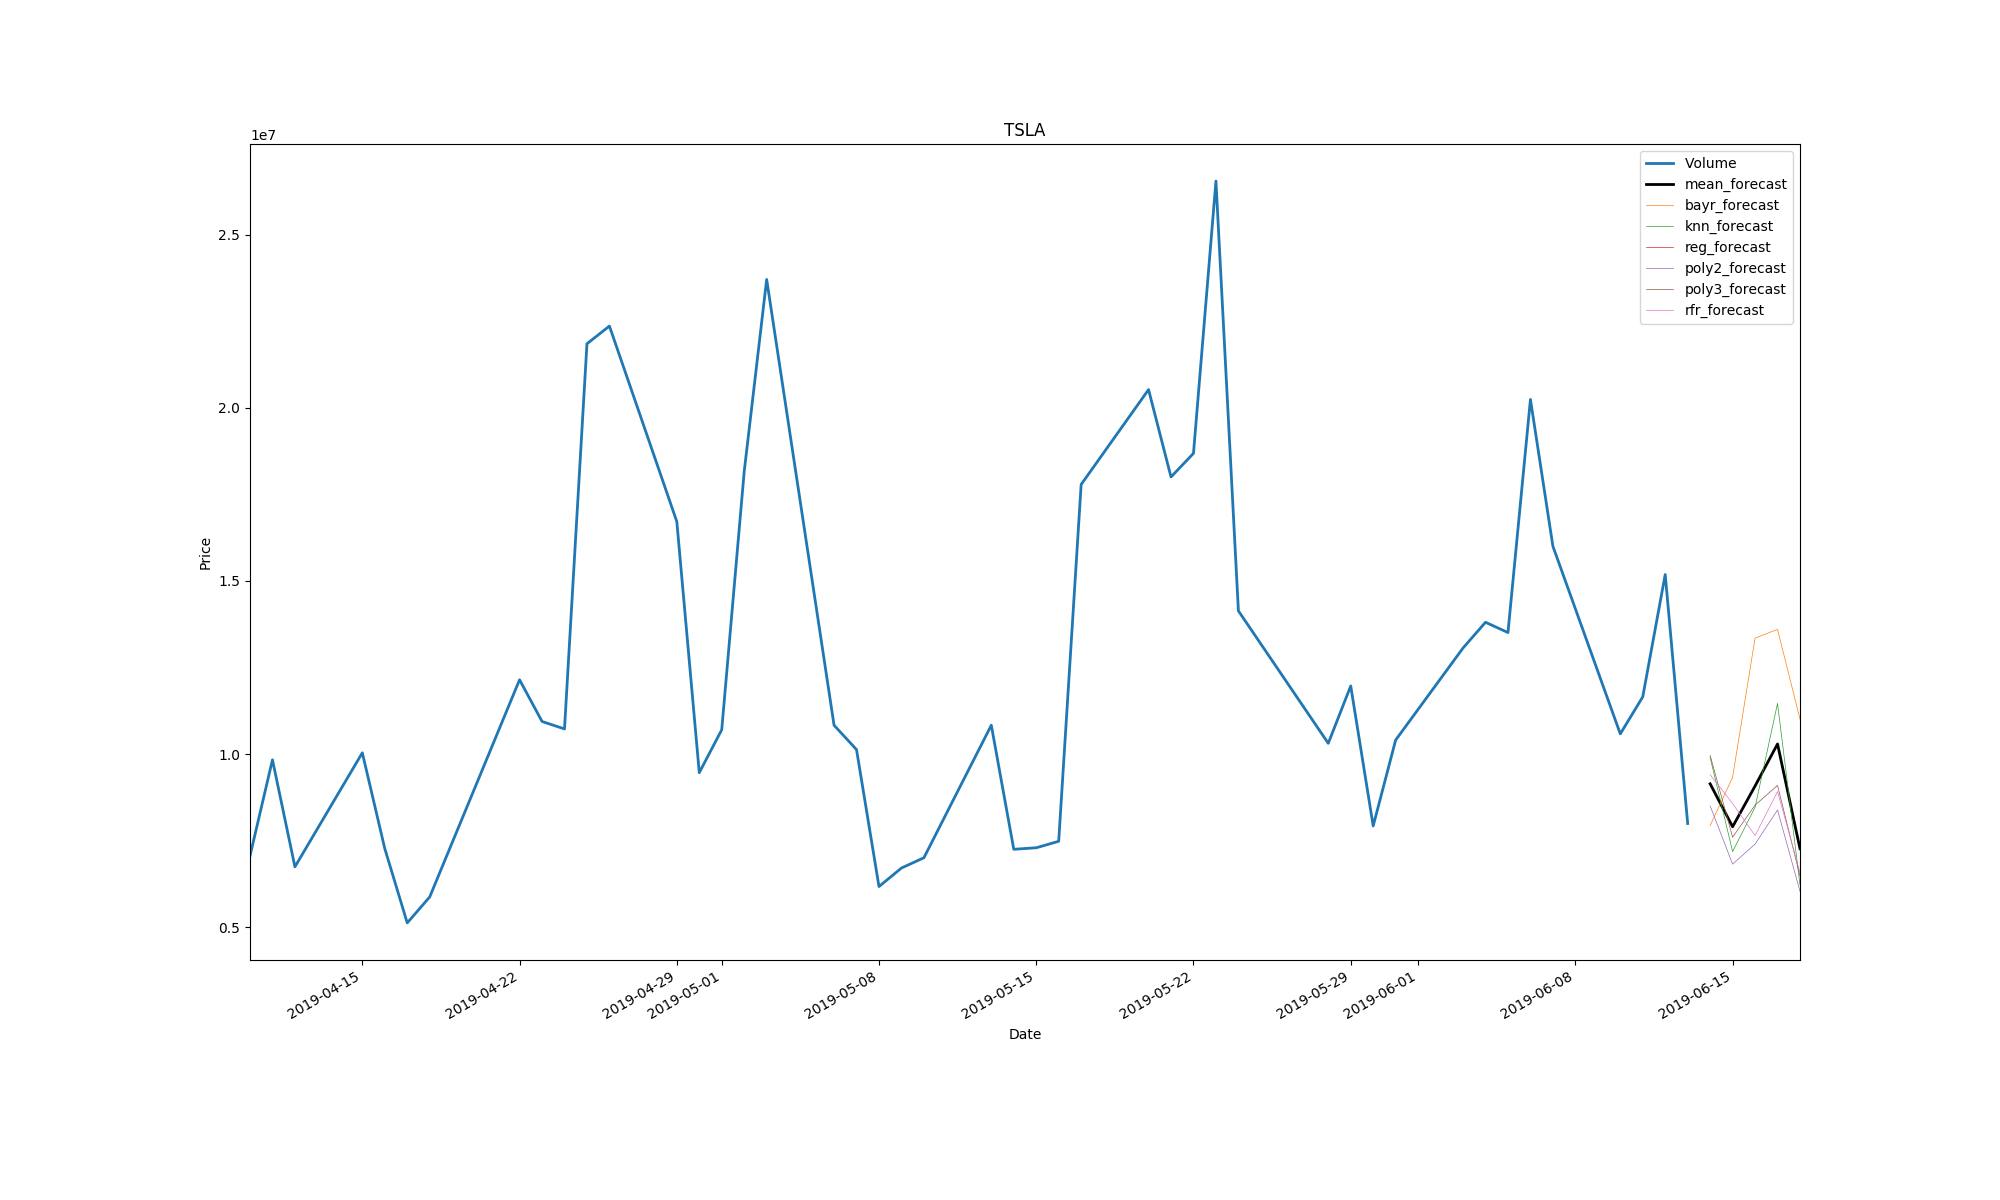 TSLA
1e7
Volume
mean_forecast
bayr_forecast
knn_forecast
reg_forecast
poly2_forecast
poly3_forecast
rfr_forecast
2.5
2.0
1.5
1.0
0.5
Price
2019-04-15
2019-04-22
2019-04-29
2019-05-01
2019-05-08
2019-05-15
2019-05-22
2019-05-29
2019-06-01
2019-06-08
2019-06-15
Date